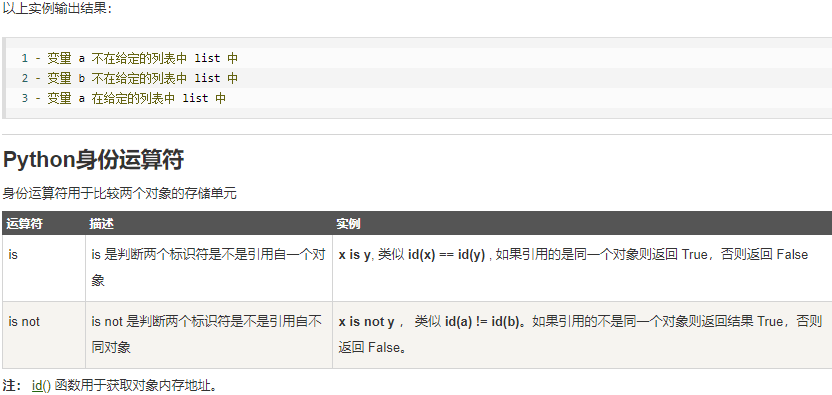 以上实例输出结果：
1 - 变量 a 不在给定的列表中 list 中
2 - 变量 b 不在给定的列表中 list 中
3 - 变量 a 在给定的列表中 list 中
Python身份运算符
身份运算符用于比较两个对象的存储单元
运算符 描述 实例
is is 是判断两个标识符是不是引用自一个对 x is y, 类似 id(x) == id(y) , 如果引用的是同一个对象则返回 True，否则返回 False
象
is not is not 是判断两个标识符是不是引用自不 x is not y ， 类似 id(a) != id(b)。如果引用的不是同一个对象则返回结果 True，否则
同对象 返回 False。
注： id() 函数用于获取对象内存地址。